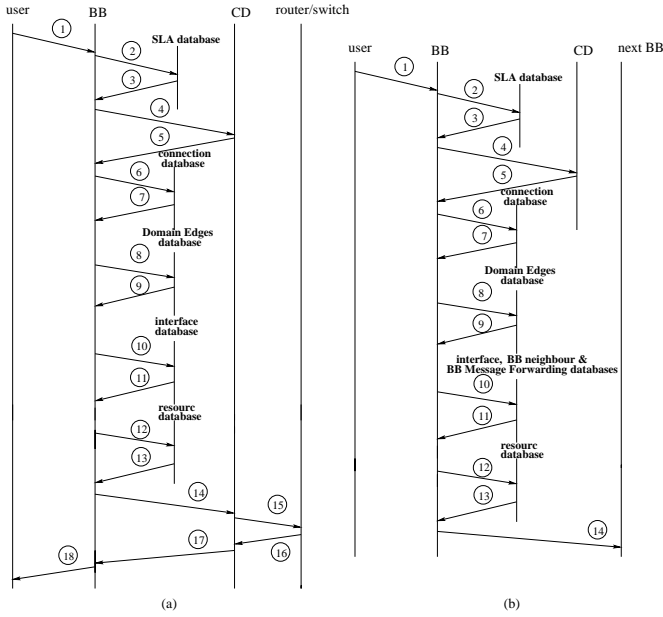 user
BB
CD
router/switch
1
2
SLA database
3
4
5
connection
database
6
7
Domain Edges
database
8
9
interface
database
10
11
resourc
database
12
13
14
15
16
17
18
(a)
user
BB
CD
next BB
1
2
SLA database
3
4
5
connection
database
6
7
Domain Edges
database
8
9
interface, BB neighbour &
BB Message Forwarding databases
10
11
resourc
database
12
13
14
(b)